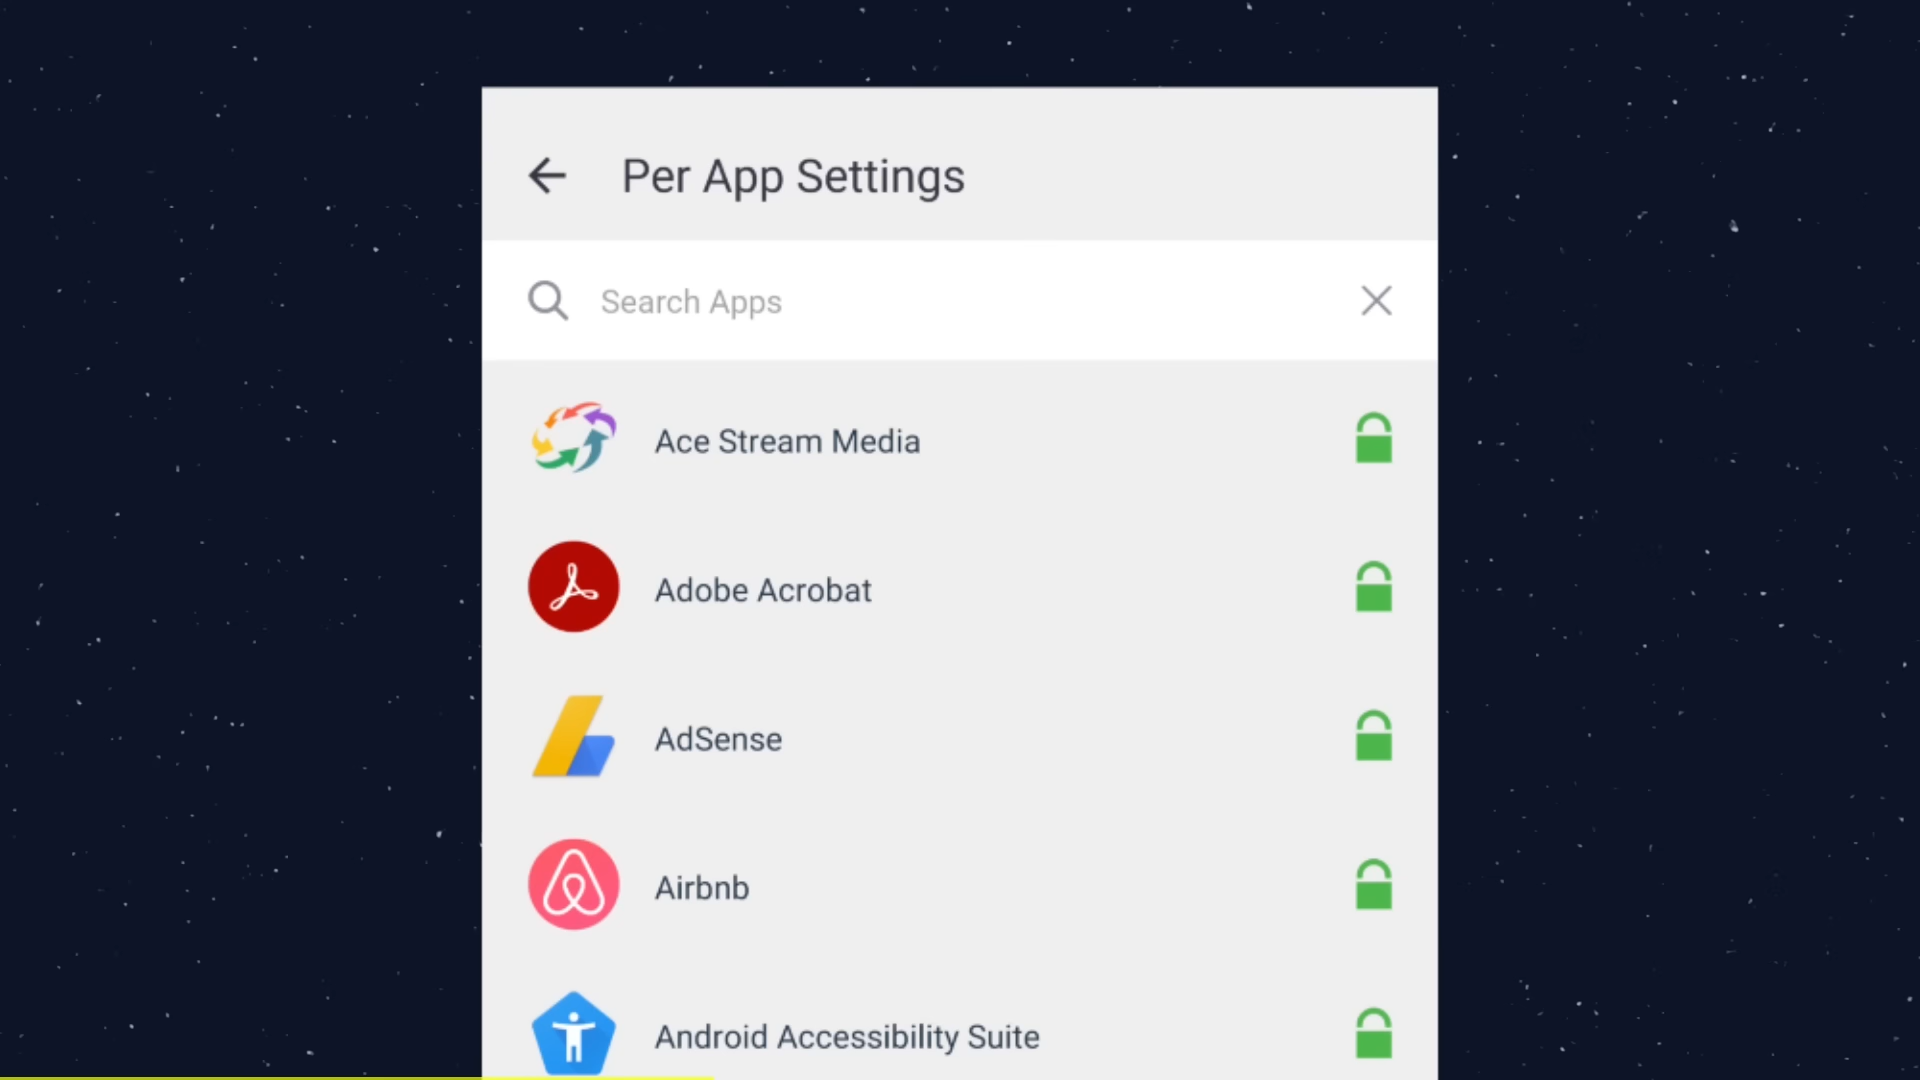 Per App Settings
Search Apps
Ace Stream Media
Adobe Acrobat
AdSense
Airbnb
Android Accessibility Suite